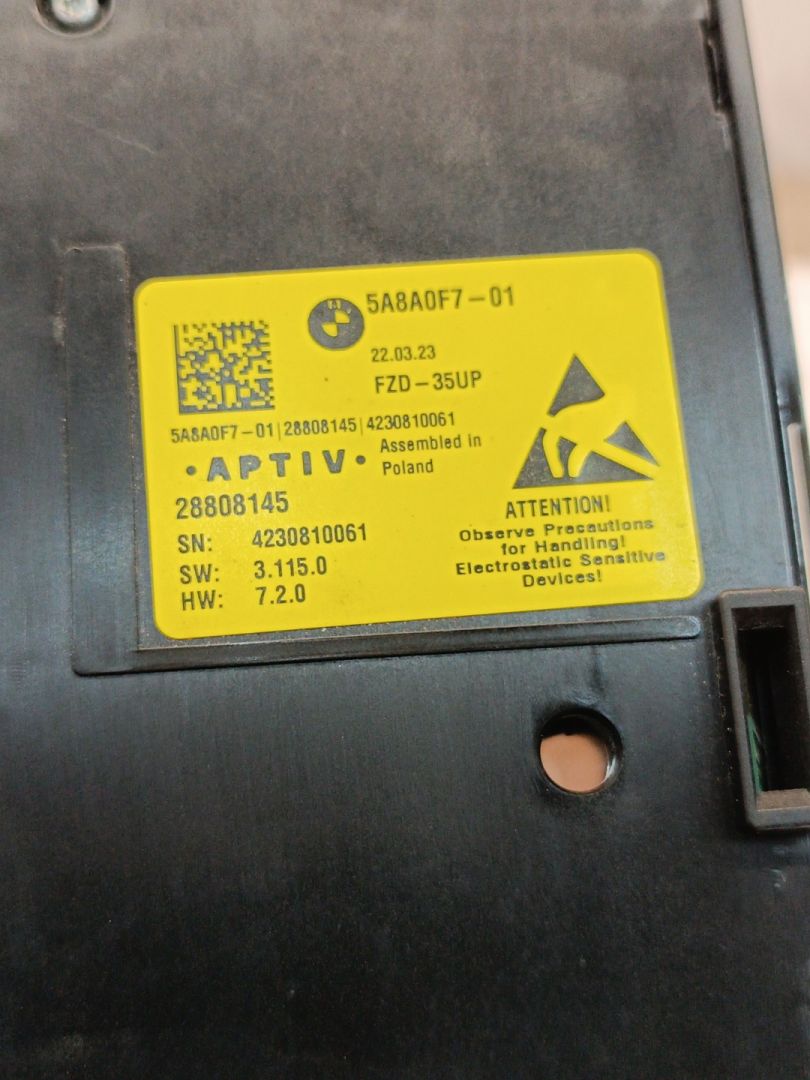 5A8A0F7-01
22.03.23
FZD-35UP
5A8A0F7-01|28808145|4230810061
• APTIV •
Assembled in
Poland
28808145
SN: 4230810061
SW: 3.115.0
HW: 7.2.0
ATTENTION!
Observe Precautions
for Handling!
Electrostatic Sensitive
Devices!